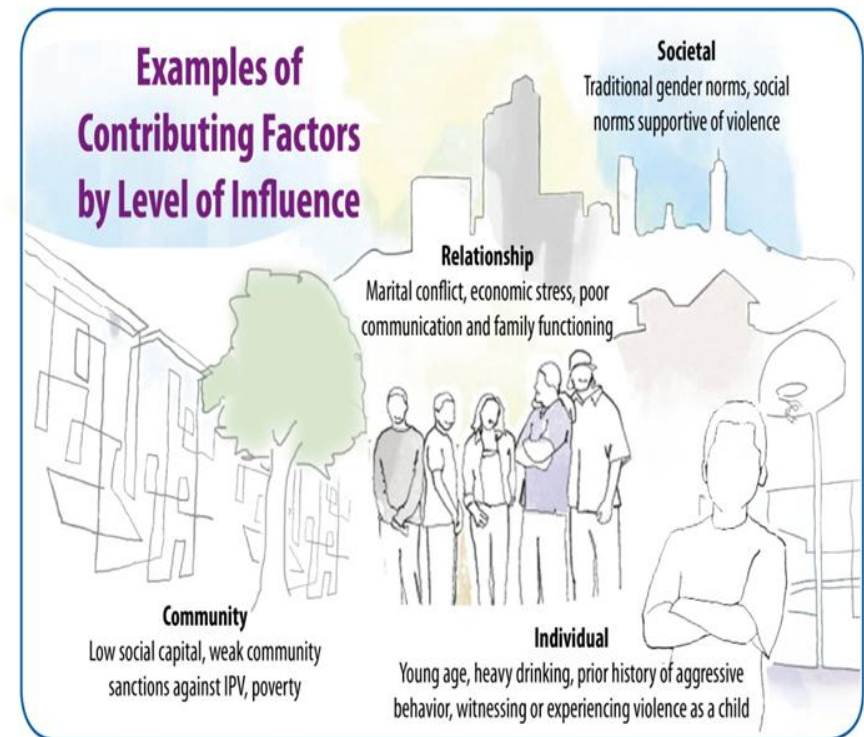 Examples of
Contributing Factors
by Level of Influence
Societal
Traditional gender norms, social
norms supportive of violence
Relationship
Marital conflict, economic stress, poor
communication and family functioning
Community
Low social capital, weak community
sanctions against IPV, poverty
Individual
Young age, heavy drinking, prior history of aggressive
behavior, witnessing or experiencing violence as a child